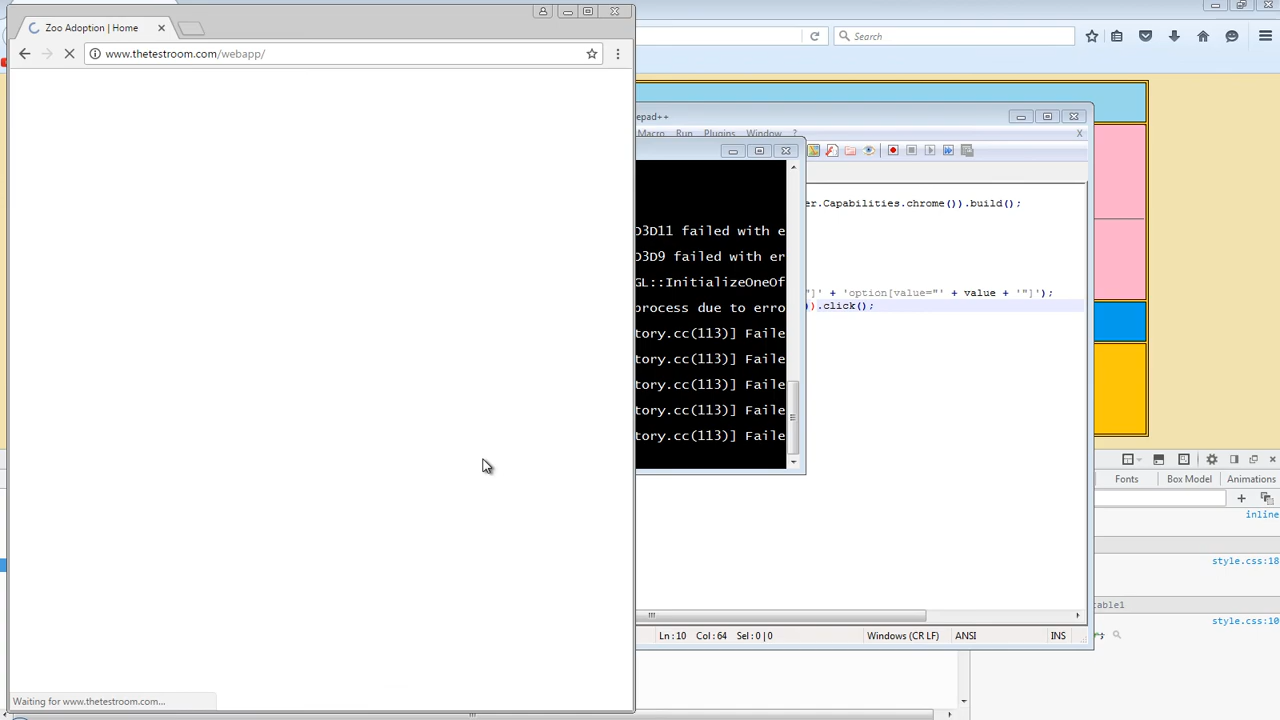 Zoo Adoption | Home
www.thetestroom.com/webapp/
Search
epad++
Macro Run Plugins Window ?
X
er.Capabilities.chrome()).build();
D3D11 failed with e
D3D9 failed with er
GL::InitializeOneOf
process due to erro
tory.cc(113)] Faile
tory.cc(113)] Faile
tory.cc(113)] Faile
tory.cc(113)] Faile
tory.cc(113)] Faile
"]' + 'option[value="' + value + '"]');
)).click();
Fonts Box Model Animations
inline
style.css:18
table1
style.css:10
Ln:10 Col:64 Sel:0|0 Windows (CR LF) ANSI INS
Waiting for www.thetestroom.com...